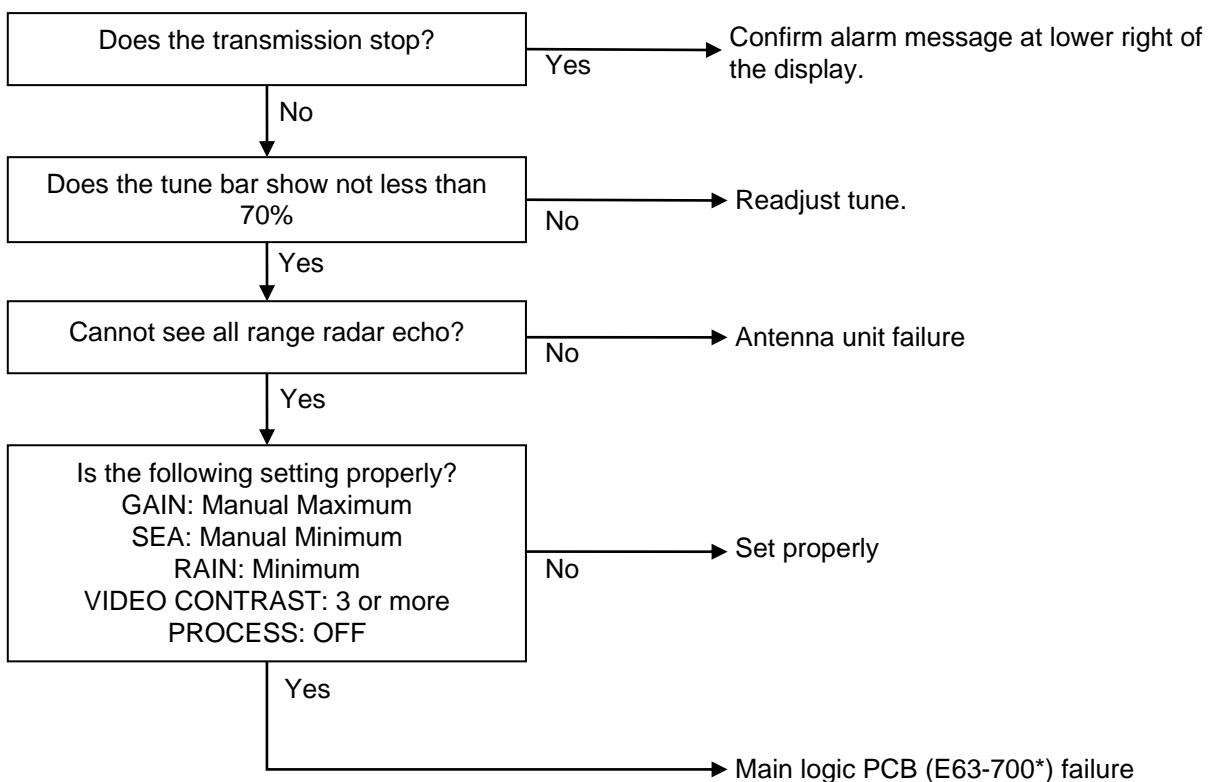 Does the transmission stop?
Yes
Confirm alarm message at lower right of
the display.
No
Does the tune bar show not less than
70%
No
Readjust tune.
Yes
Cannot see all range radar echo?
No
Antenna unit failure
Yes
Is the following setting properly?
GAIN: Manual Maximum
SEA: Manual Minimum
RAIN: Minimum
VIDEO CONTRAST: 3 or more
PROCESS: OFF
No
Set properly
Yes
Main logic PCB (E63-700*) failure